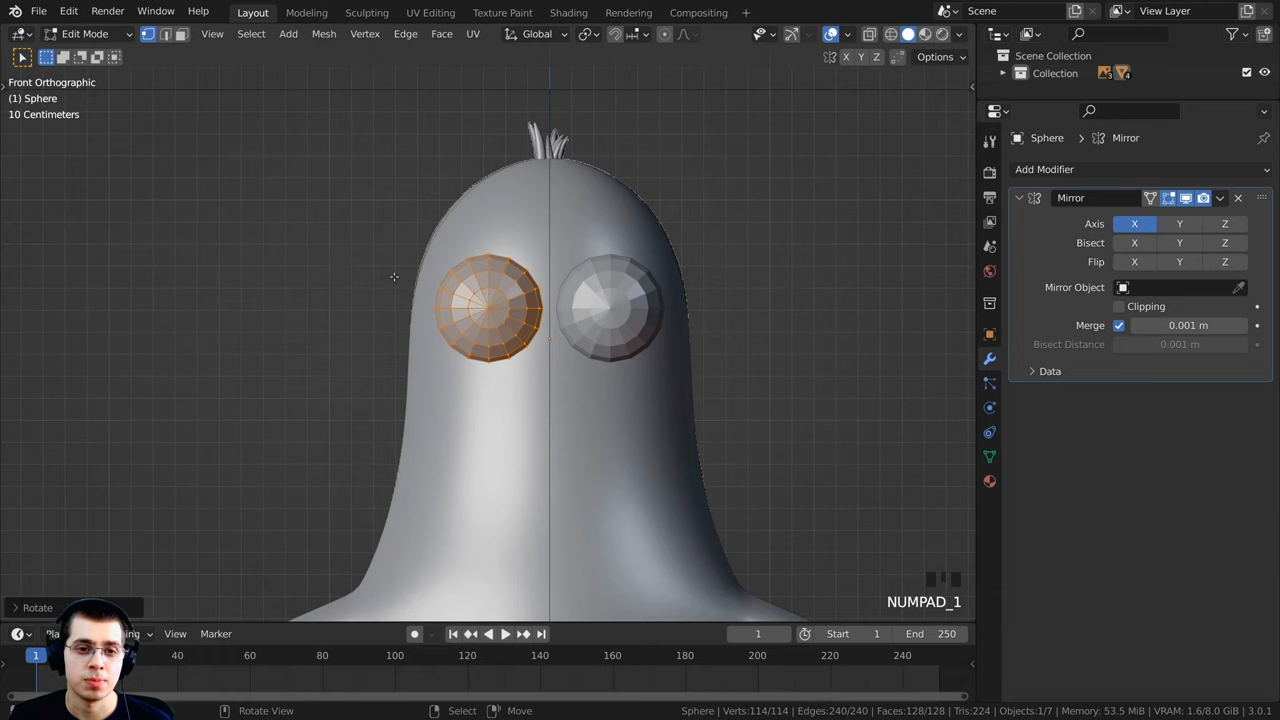 File Edit Render Window Help
Layout Modeling Sculpting UV Editing Texture Paint Shading Rendering Compositing
Scene View Layer
Edit Mode View Select Add Mesh Vertex Edge Face UV Global
X Y Z Options
Front Orthographic
(1) Sphere
10 Centimeters
Scene Collection
Collection 3 4
Sphere Mirror
Add Modifier
Mirror
Axis X Y Z
Bisect X Y Z
Flip X Y Z
Mirror Object
Clipping
Merge 0.001 m
Bisect Distance 0.001 m
Data
NUMPAD_1
Rotate
View Marker
1 Start 1 End 250
1 40 60 80 100 120 140 160 180 200 220 240
Rotate View Select Move
Sphere | Verts:114/114 | Edges:240/240 | Faces:128/128 | Tris:224 | Objects:1/7 | Memory: 53.5 MiB | VRAM: 1.6/8.0 GiB | 3.0.1